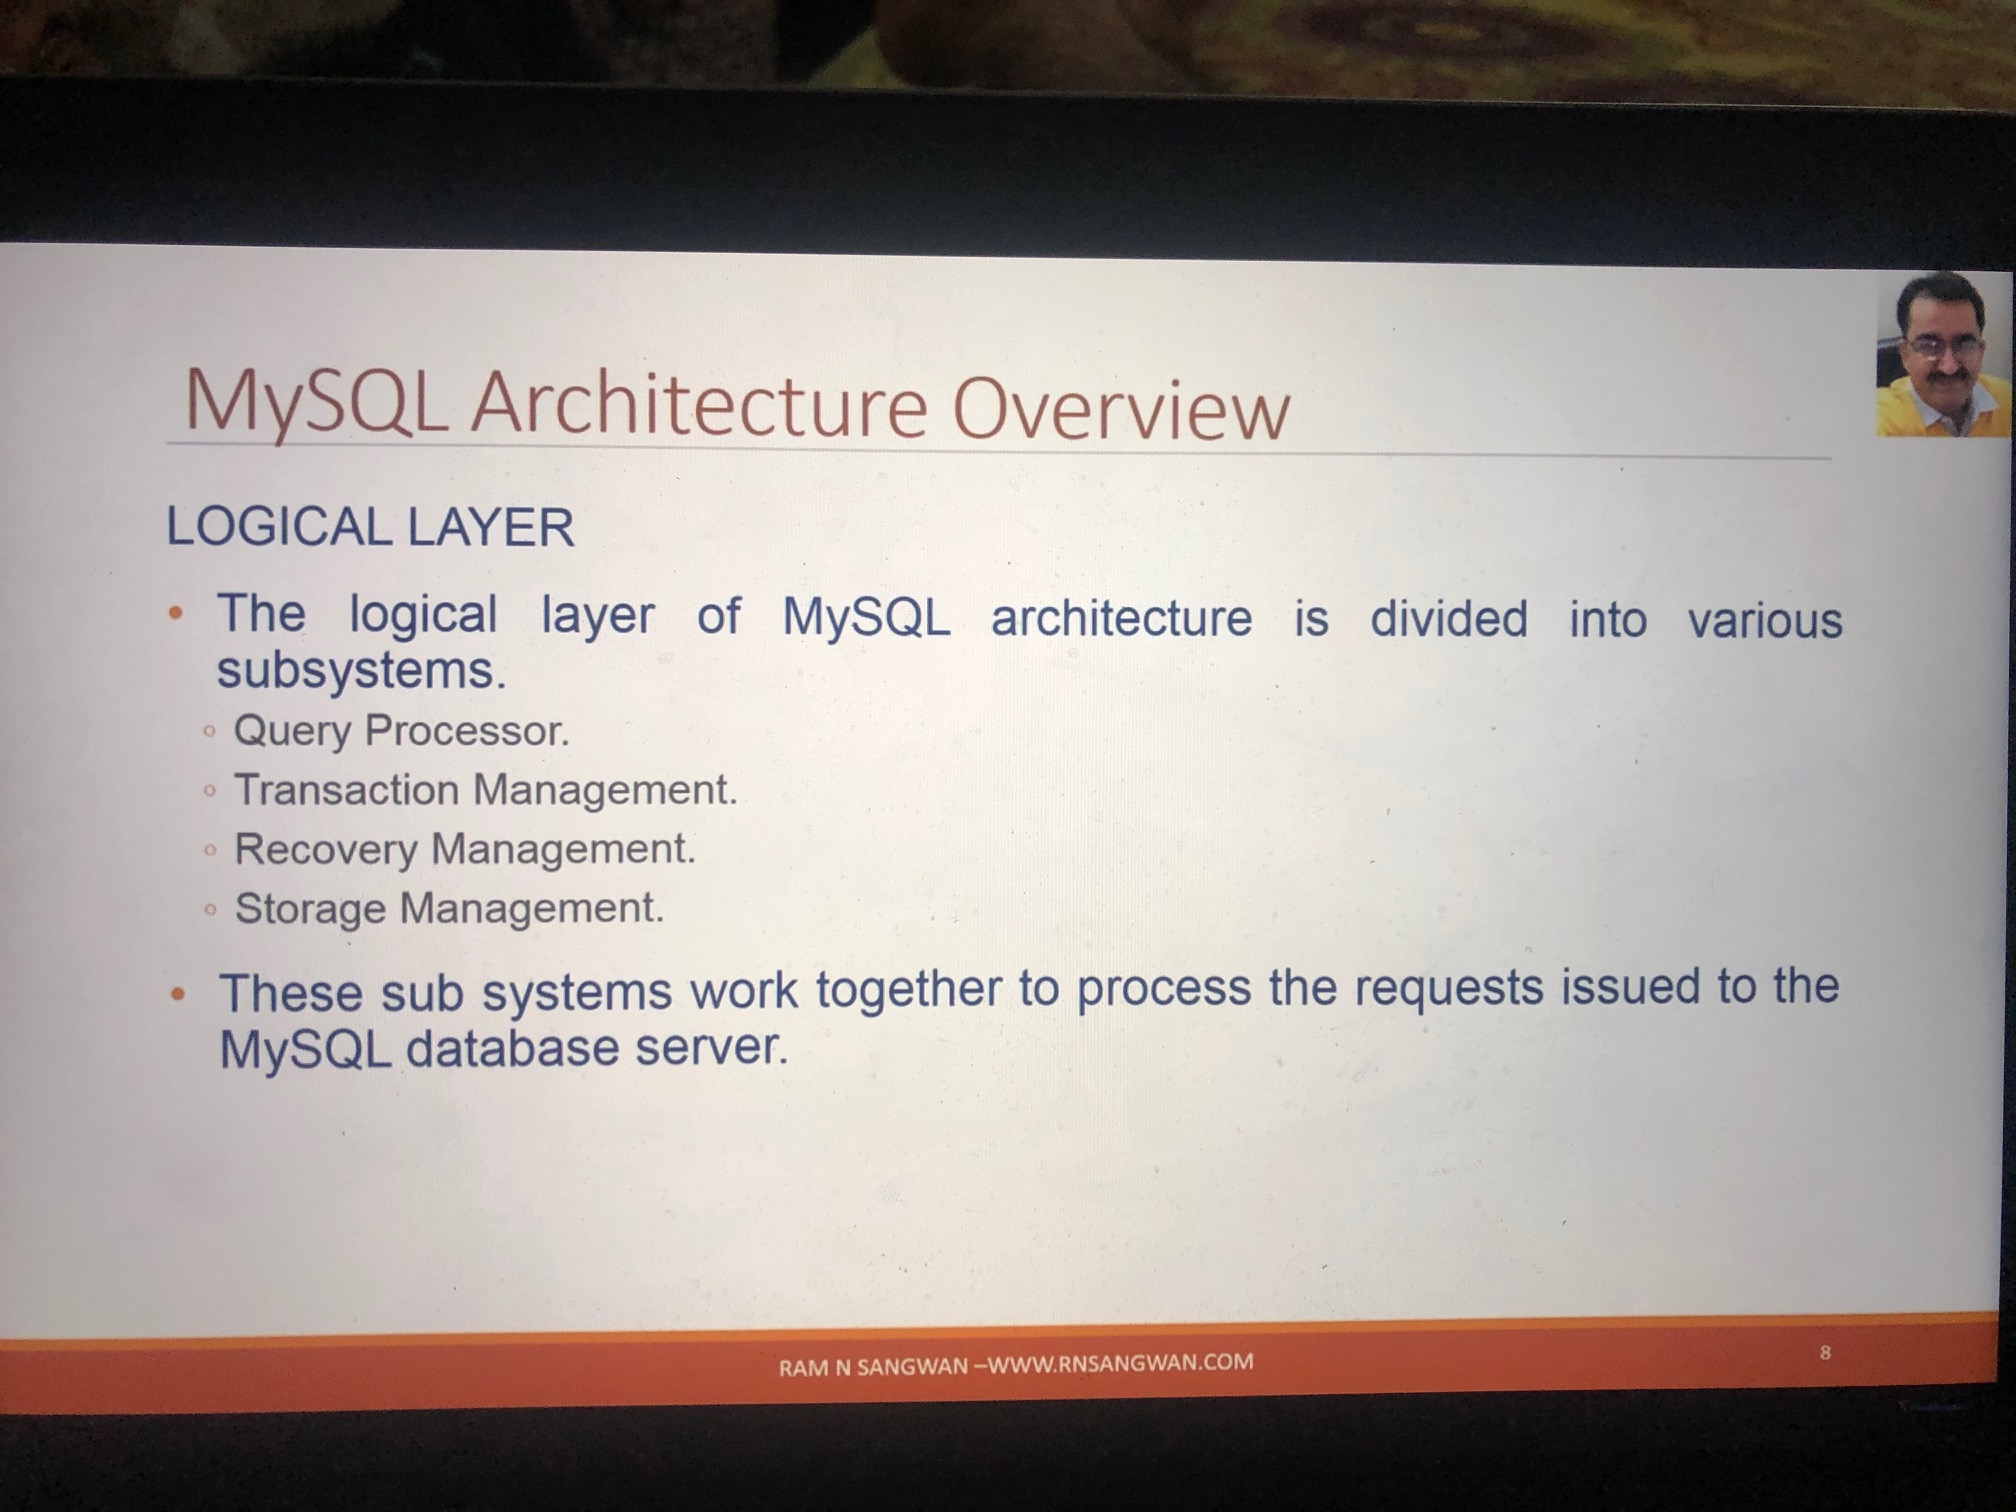 MySQL Architecture Overview
LOGICAL LAYER
• The logical layer of MySQL architecture is divided into various
subsystems.
◦ Query Processor.
◦ Transaction Management.
◦ Recovery Management.
◦ Storage Management.
• These sub systems work together to process the requests issued to the
MySQL database server.
RAM N SANGWAN –WWW.RNSANGWAN.COM
8